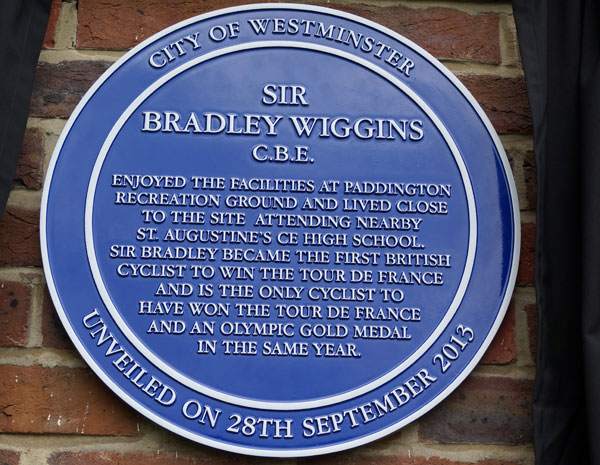 CITY OF WESTMINSTER
SIR
BRADLEY WIGGINS
C.B.E.
ENJOYED THE FACILITIES AT PADDINGTON
RECREATION GROUND AND LIVED CLOSE
TO THE SITE ATTENDING NEARBY
ST. AUGUSTINE'S CE HIGH SCHOOL.
SIR BRADLEY BECAME THE FIRST BRITISH
CYCLIST TO WIN THE TOUR DE FRANCE
AND IS THE ONLY CYCLIST TO
HAVE WON THE TOUR DE FRANCE
AND AN OLYMPIC GOLD MEDAL
IN THE SAME YEAR.
UNVEILED ON 28TH SEPTEMBER 2013